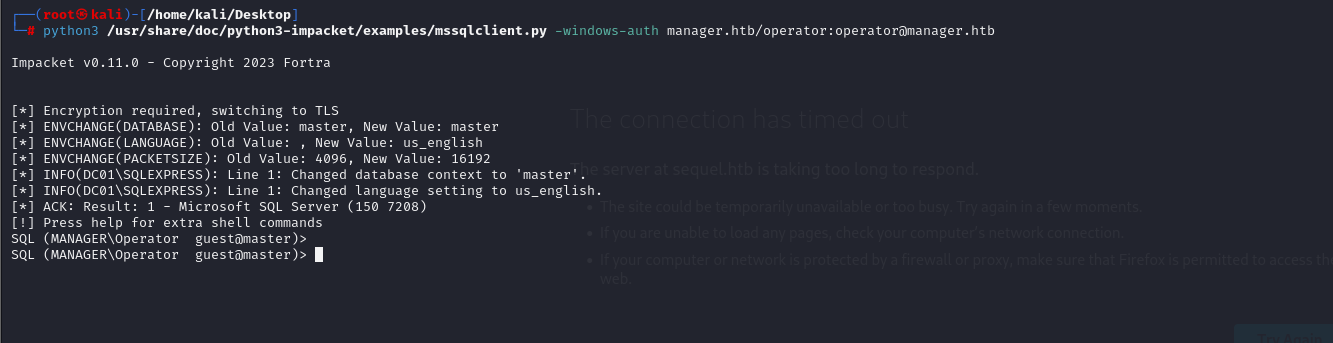 ┌──(root㉿kali)-[/home/kali/Desktop]
└─# python3 /usr/share/doc/python3-impacket/examples/mssqlclient.py -windows-auth manager.htb/operator:operator@manager.htb
Impacket v0.11.0 - Copyright 2023 Fortra
[*] Encryption required, switching to TLS
[*] ENVCHANGE(DATABASE): Old Value: master, New Value: master
[*] ENVCHANGE(LANGUAGE): Old Value: , New Value: us_english
[*] ENVCHANGE(PACKETSIZE): Old Value: 4096, New Value: 16192
[*] INFO(DC01\SQLEXPRESS): Line 1: Changed database context to 'master'.
[*] INFO(DC01\SQLEXPRESS): Line 1: Changed language setting to us_english.
[*] ACK: Result: 1 - Microsoft SQL Server (150 7208)
[!] Press help for extra shell commands
SQL (MANAGER\Operator  guest@master)>
SQL (MANAGER\Operator  guest@master)>
The connection has timed out
The server at sequel.htb is taking too long to respond.
The site could be temporarily unavailable or too busy. Try again in a few moments.
If you are unable to load any pages, check your computer's network connection.
If your computer or network is protected by a firewall or proxy, make sure that Firefox is permitted to access the
web.
Try Again